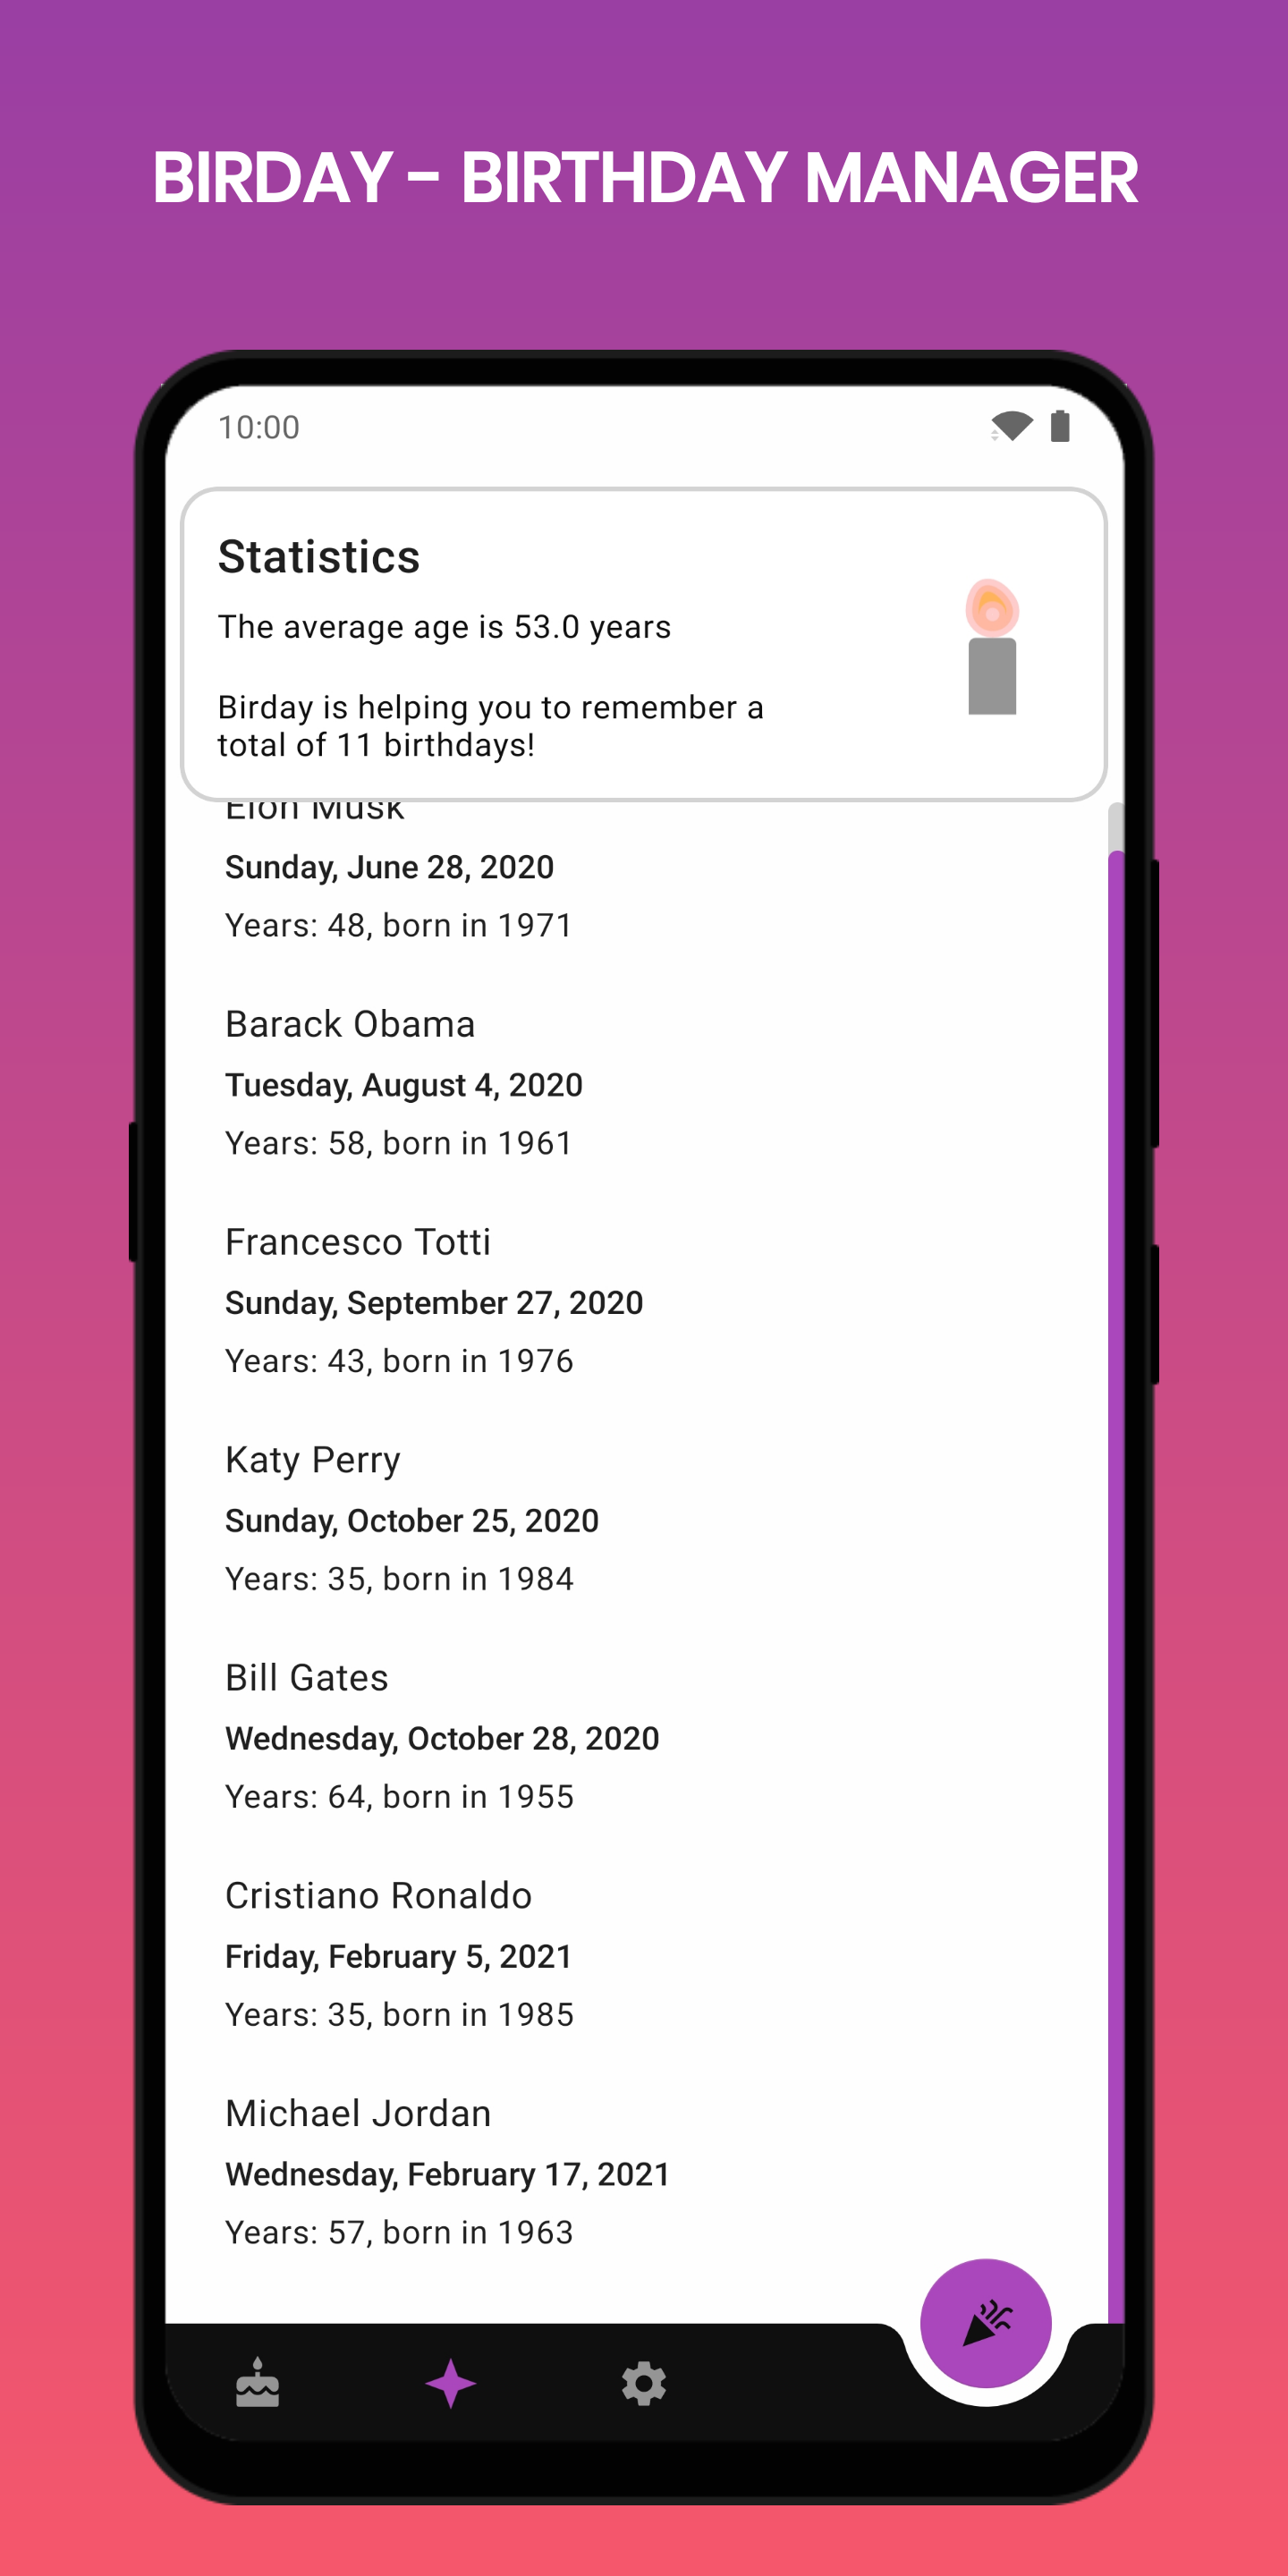 BIRDAY - BIRTHDAY MANAGER
10:00
Statistics
The average age is 53.0 years
Birday is helping you to remember a
total of 11 birthdays!
Elon Musk
Sunday, June 28, 2020
Years: 48, born in 1971
Barack Obama
Tuesday, August 4, 2020
Years: 58, born in 1961
Francesco Totti
Sunday, September 27, 2020
Years: 43, born in 1976
Katy Perry
Sunday, October 25, 2020
Years: 35, born in 1984
Bill Gates
Wednesday, October 28, 2020
Years: 64, born in 1955
Cristiano Ronaldo
Friday, February 5, 2021
Years: 35, born in 1985
Michael Jordan
Wednesday, February 17, 2021
Years: 57, born in 1963